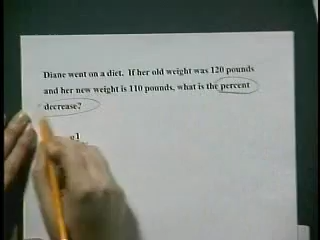 Diane went on a diet. If her old weight was 120 pounds
and her new weight is 110 pounds, what is the percent
decrease?